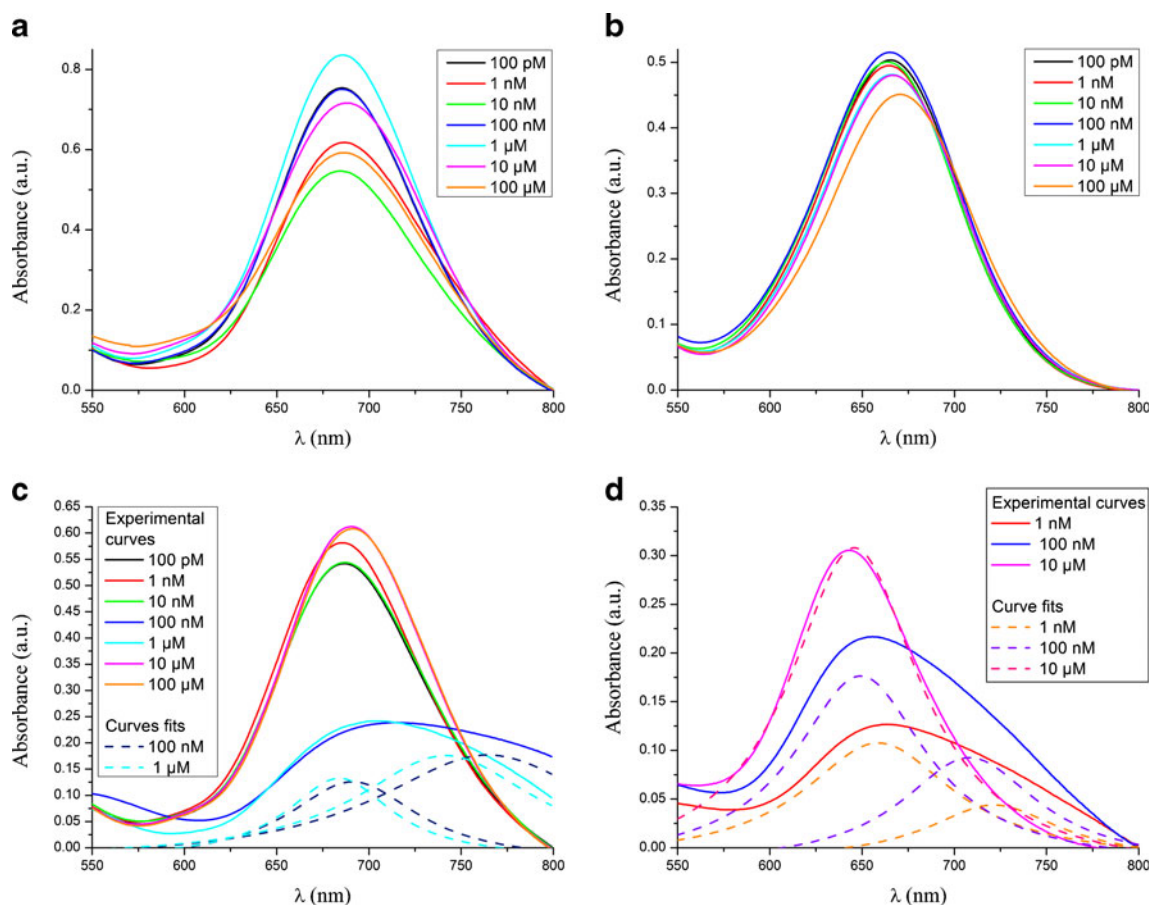 a
0.8
0.6
0.4
0.2
0.0
Absorbance (a.u.)
550
600
650
700
750
800
λ (nm)
100 pM
1 nM
10 nM
100 nM
1 µM
10 µM
100 µM
b
0.5
0.4
0.3
0.2
0.1
0.0
Absorbance (a.u.)
550
600
650
700
750
800
λ (nm)
100 pM
1 nM
10 nM
100 nM
1 µM
10 µM
100 µM
c
0.65
0.60
0.55
0.50
0.45
0.40
0.35
0.30
0.25
0.20
0.15
0.10
0.05
0.00
Absorbance (a.u.)
550
600
650
700
750
800
λ (nm)
Experimental
curves
100 pM
1 nM
10 nM
100 nM
1 µM
10 µM
100 µM
Curves fits
100 nM
1 µM
d
0.35
0.30
0.25
0.20
0.15
0.10
0.05
0.00
Absorbance (a.u.)
550
600
650
700
750
800
λ (nm)
Experimental curves
1 nM
100 nM
10 µM
Curve fits
1 nM
100 nM
10 µM